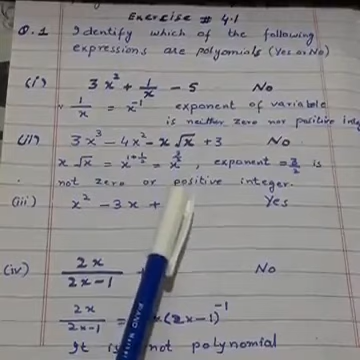 Exercise # 4.1
Q.1 Identify which of the following
expressions are polyomials (Yes or No)
(i) 3x² + 1/x - 5 No
1/x = x⁻¹ exponent of variable
is neither zero nor positive
(ii) 3x³ - 4x² - x√x + 3 No
x√x = x^(1+1/2) = x^(3/2), exponent = 3/2 is
not zero or positive integer.
(iii) x² - 3x + Yes
(iv) 2x/(2x-1) No
2x/(2x-1) = (2x-1)⁻¹
It is not polynomial